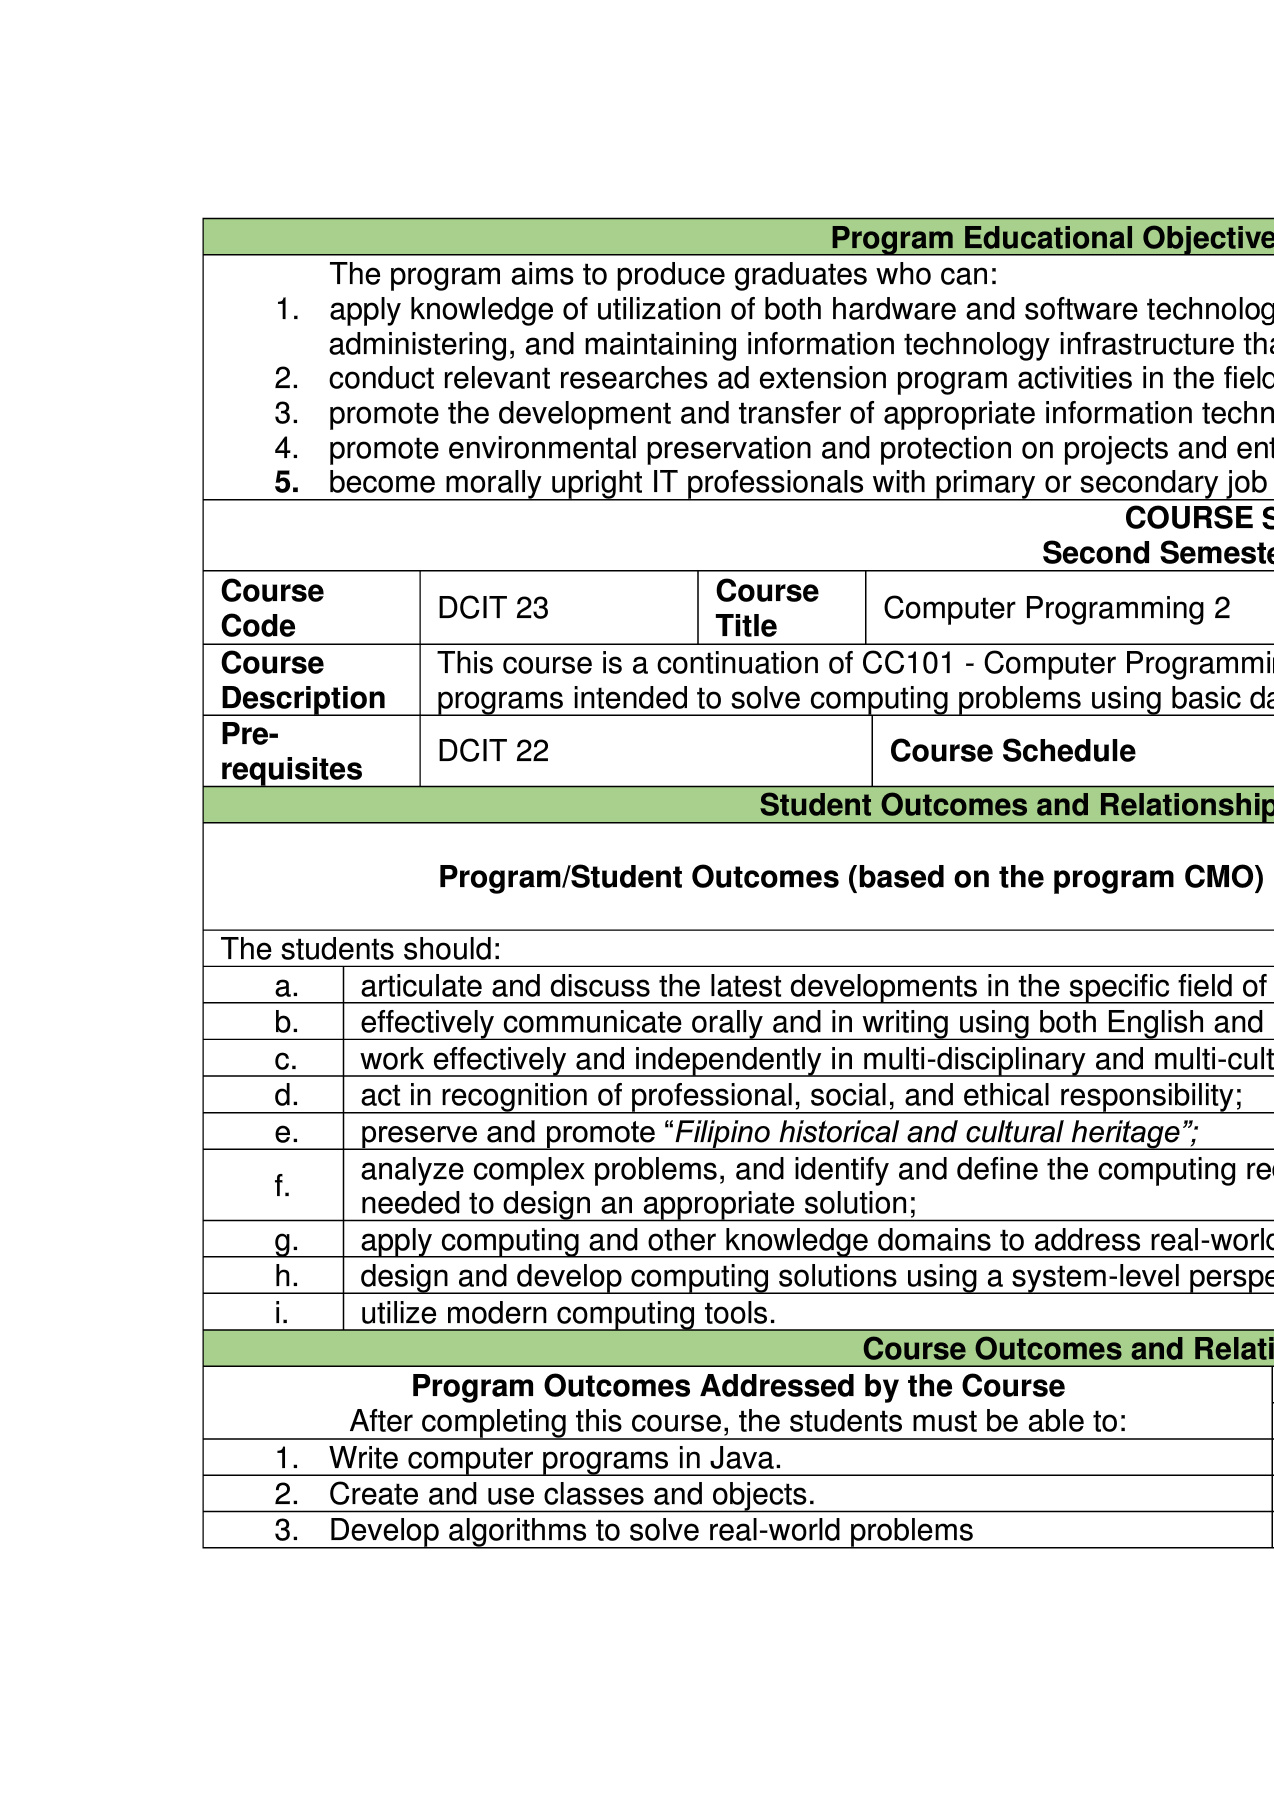 Program Educational Objective
The program aims to produce graduates who can:
1. apply knowledge of utilization of both hardware and software technolog
administering, and maintaining information technology infrastructure tha
2. conduct relevant researches ad extension program activities in the field
3. promote the development and transfer of appropriate information techn
4. promote environmental preservation and protection on projects and ent
5. become morally upright IT professionals with primary or secondary job
COURSE S
Second Semeste
Course
Code
DCIT 23
Course
Title
Computer Programming 2
Course
Description
This course is a continuation of CC101 - Computer Programmi
programs intended to solve computing problems using basic da
Pre-
requisites
DCIT 22
Course Schedule
Student Outcomes and Relationship
Program/Student Outcomes (based on the program CMO)
The students should:
a. articulate and discuss the latest developments in the specific field of
b. effectively communicate orally and in writing using both English and
c. work effectively and independently in multi-disciplinary and multi-cult
d. act in recognition of professional, social, and ethical responsibility;
e. preserve and promote “Filipino historical and cultural heritage”;
f. analyze complex problems, and identify and define the computing re
needed to design an appropriate solution;
g. apply computing and other knowledge domains to address real-world
h. design and develop computing solutions using a system-level perspe
i. utilize modern computing tools.
Course Outcomes and Relati
Program Outcomes Addressed by the Course
After completing this course, the students must be able to:
1. Write computer programs in Java.
2. Create and use classes and objects.
3. Develop algorithms to solve real-world problems